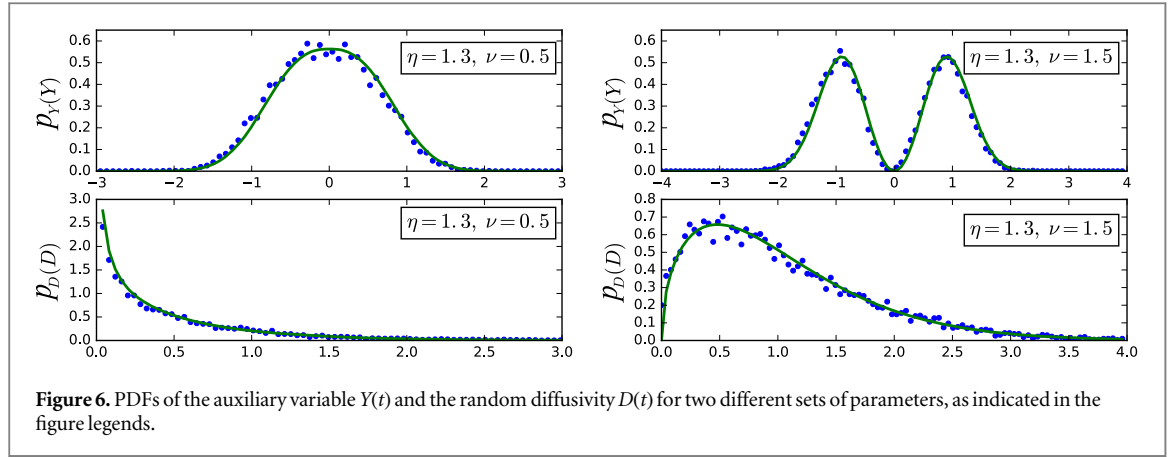 0.6
0.5
0.4
0.3
0.2
0.1
0.0
p_Y(Y)
η = 1.3, ν = 0.5
−3 −2 −1 0 1 2 3
0.6
0.5
0.4
0.3
0.2
0.1
0.0
p_Y(Y)
η = 1.3, ν = 1.5
−4 −3 −2 −1 0 1 2 3 4
3.0
2.5
2.0
1.5
1.0
0.5
0.0
p_D(D)
η = 1.3, ν = 0.5
0.0 0.5 1.0 1.5 2.0 2.5 3.0
0.8
0.7
0.6
0.5
0.4
0.3
0.2
0.1
0.0
p_D(D)
η = 1.3, ν = 1.5
0.0 0.5 1.0 1.5 2.0 2.5 3.0 3.5 4.0
Figure 6. PDFs of the auxiliary variable Y(t) and the random diffusivity D(t) for two different sets of parameters, as indicated in the
figure legends.